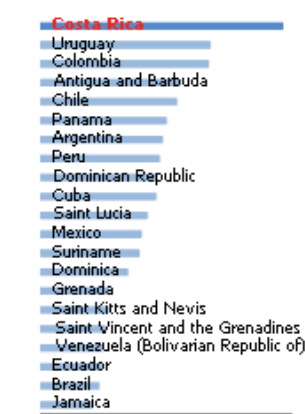 Costa Rica
Uruguay
Colombia
Antigua and Barbuda
Chile
Panama
Argentina
Peru
Dominican Republic
Cuba
Saint Lucia
Mexico
Suriname
Dominica
Grenada
Saint Kitts and Nevis
Saint Vincent and the Grenadines
Venezuela (Bolivarian Republic of)
Ecuador
Brazil
Jamaica